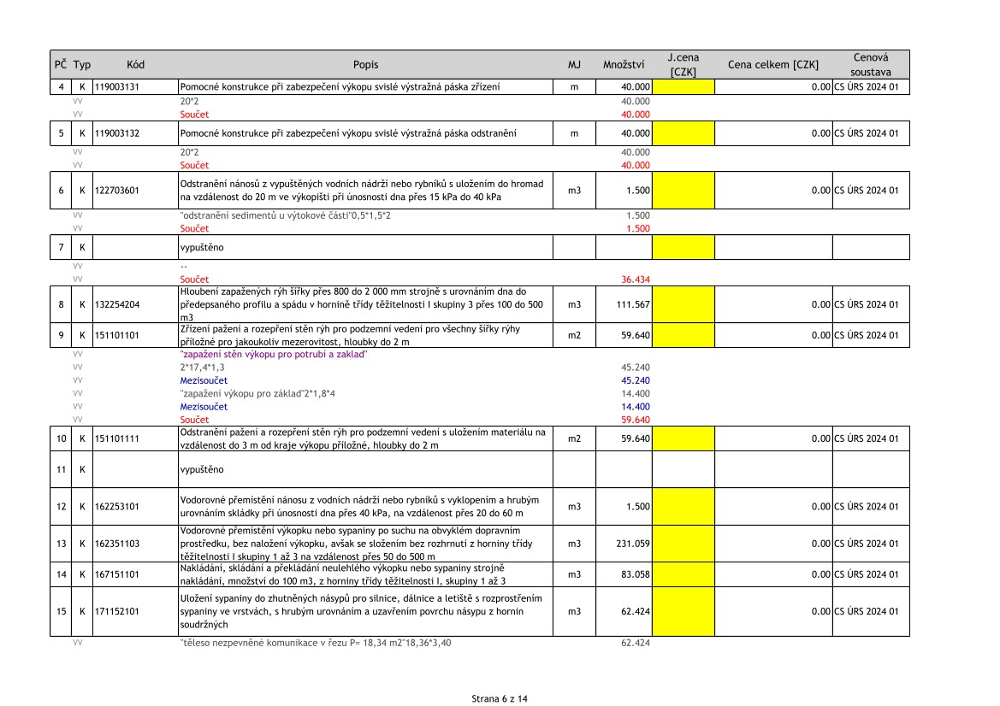 PČ Typ Kód Popis MJ Množství J.cena [CZK] Cena celkem [CZK] Cenová soustava
4 K 119003131 Pomocné konstrukce při zabezpečení výkopu svislé výstražná páska zřízení m 40.000 0.00 CS ÚRS 2024 01
VV 20*2 40.000
VV Součet 40.000
5 K 119003132 Pomocné konstrukce při zabezpečení výkopu svislé výstražná páska odstranění m 40.000 0.00 CS ÚRS 2024 01
VV 20*2 40.000
VV Součet 40.000
6 K 122703601 Odstranění nánosů z vypuštěných vodních nádrží nebo rybníků s uložením do hromad
na vzdálenost do 20 m ve výkopišti při únosnosti dna přes 15 kPa do 40 kPa m3 1.500 0.00 CS ÚRS 2024 01
VV "odstranění sedimentů u výtokové části"0,5*1,5*2 1.500
VV Součet 1.500
7 K vypuštěno
VV --
VV Součet 36.434
8 K 132254204 Hloubení zapažených rýh šířky přes 800 do 2 000 mm strojně s urovnáním dna do
předepsaného profilu a spádu v hornině třídy těžitelnosti I skupiny 3 přes 100 do 500
m3 m3 111.567 0.00 CS ÚRS 2024 01
9 K 151101101 Zřízení pažení a rozepření stěn rýh pro podzemní vedení pro všechny šířky rýhy
příložné pro jakoukoliv mezerovitost, hloubky do 2 m m2 59.640 0.00 CS ÚRS 2024 01
VV "zapažení stěn výkopu pro potrubí a zaklad"
VV 2*17,4*1,3 45.240
VV Mezisoučet 45.240
VV "zapažení výkopu pro základ"2*1,8*4 14.400
VV Mezisoučet 14.400
VV Součet 59.640
10 K 151101111 Odstranění pažení a rozepření stěn rýh pro podzemní vedení s uložením materiálu na
vzdálenost do 3 m od kraje výkopu příložné, hloubky do 2 m m2 59.640 0.00 CS ÚRS 2024 01
11 K vypuštěno
12 K 162253101 Vodorovné přemístění nánosu z vodních nádrží nebo rybníků s vyklopením a hrubým
urovnáním skládky při únosnosti dna přes 40 kPa, na vzdálenost přes 20 do 60 m m3 1.500 0.00 CS ÚRS 2024 01
13 K 162351103 Vodorovné přemístění výkopku nebo sypaniny po suchu na obvyklém dopravním
prostředku, bez naložení výkopku, avšak se složením bez rozhrnutí z horniny třídy
těžitelnosti I skupiny 1 až 3 na vzdálenost přes 50 do 500 m m3 231.059 0.00 CS ÚRS 2024 01
14 K 167151101 Nakládání, skládání a překládání neulehlého výkopku nebo sypaniny strojně
nakládání, množství do 100 m3, z horniny třídy těžitelnosti I, skupiny 1 až 3 m3 83.058 0.00 CS ÚRS 2024 01
15 K 171152101 Uložení sypaniny do zhutněných násypů pro silnice, dálnice a letiště s rozprostřením
sypaniny ve vrstvách, s hrubým urovnáním a uzavřením povrchu násypu z hornin
soudržných m3 62.424 0.00 CS ÚRS 2024 01
VV "těleso nezpevněné komunikace v řezu P= 18,34 m2"18,36*3,40 62.424
Strana 6 z 14